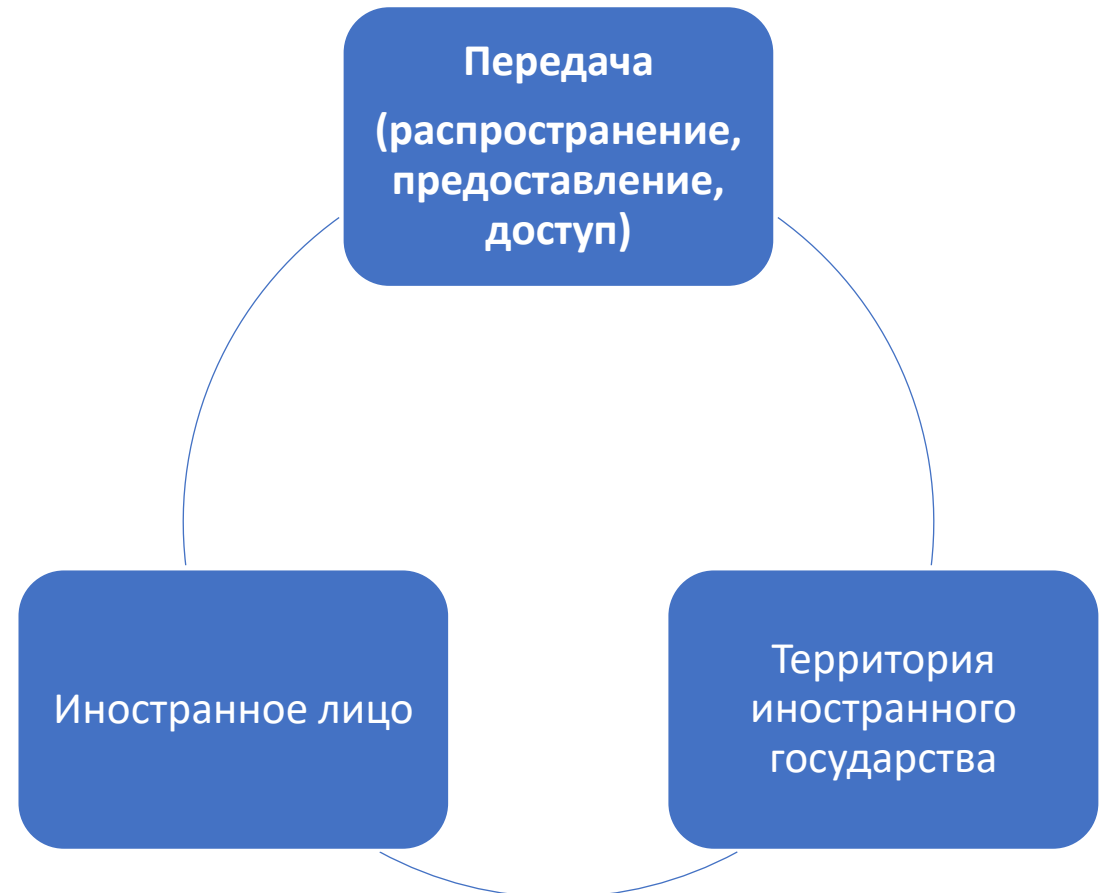 Передача
(распространение,
предоставление,
доступ)
Иностранное лицо
Территория
иностранного
государства